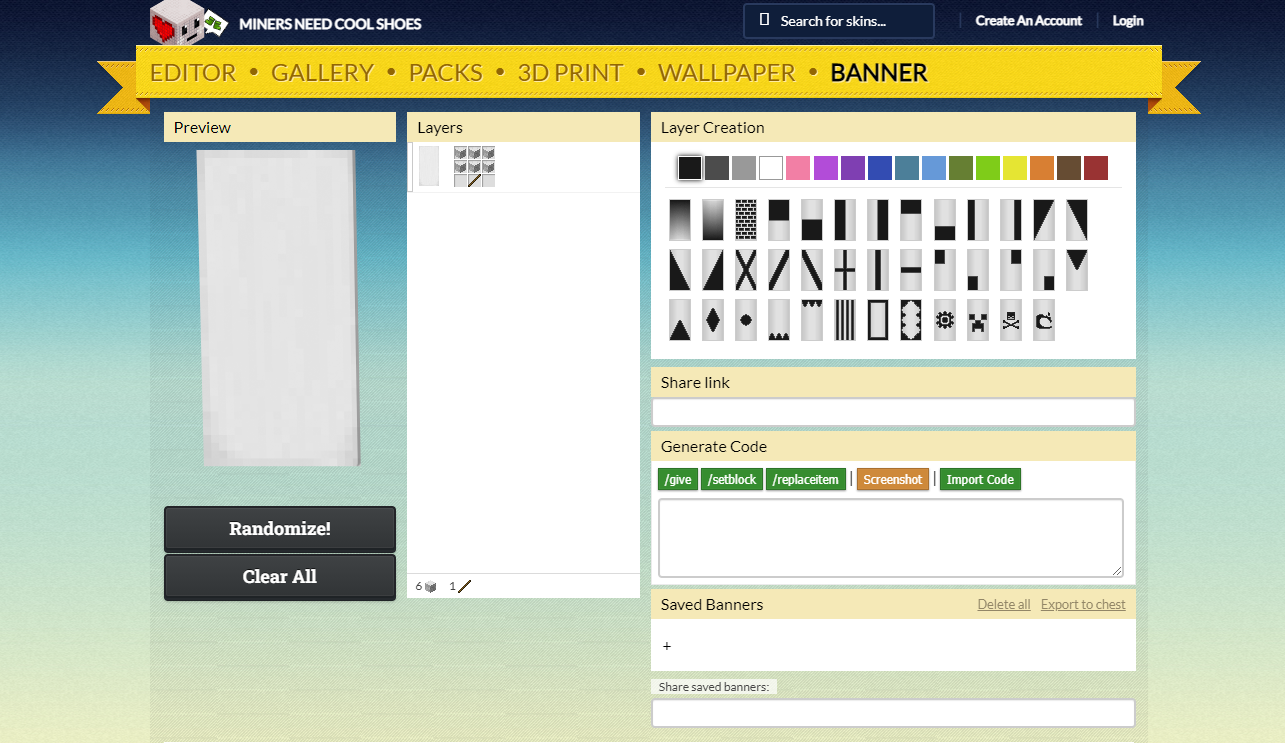 MINERS NEED COOL SHOES
Search for skins...
Create An Account
Login
EDITOR • GALLERY • PACKS • 3D PRINT • WALLPAPER • BANNER
Preview
Layers
Layer Creation
Share link
Generate Code
/give
/setblock
/replaceitem
|
Screenshot
|
Import Code
Randomize!
Clear All
6
1
Saved Banners
Delete all
Export to chest
+
Share saved banners: